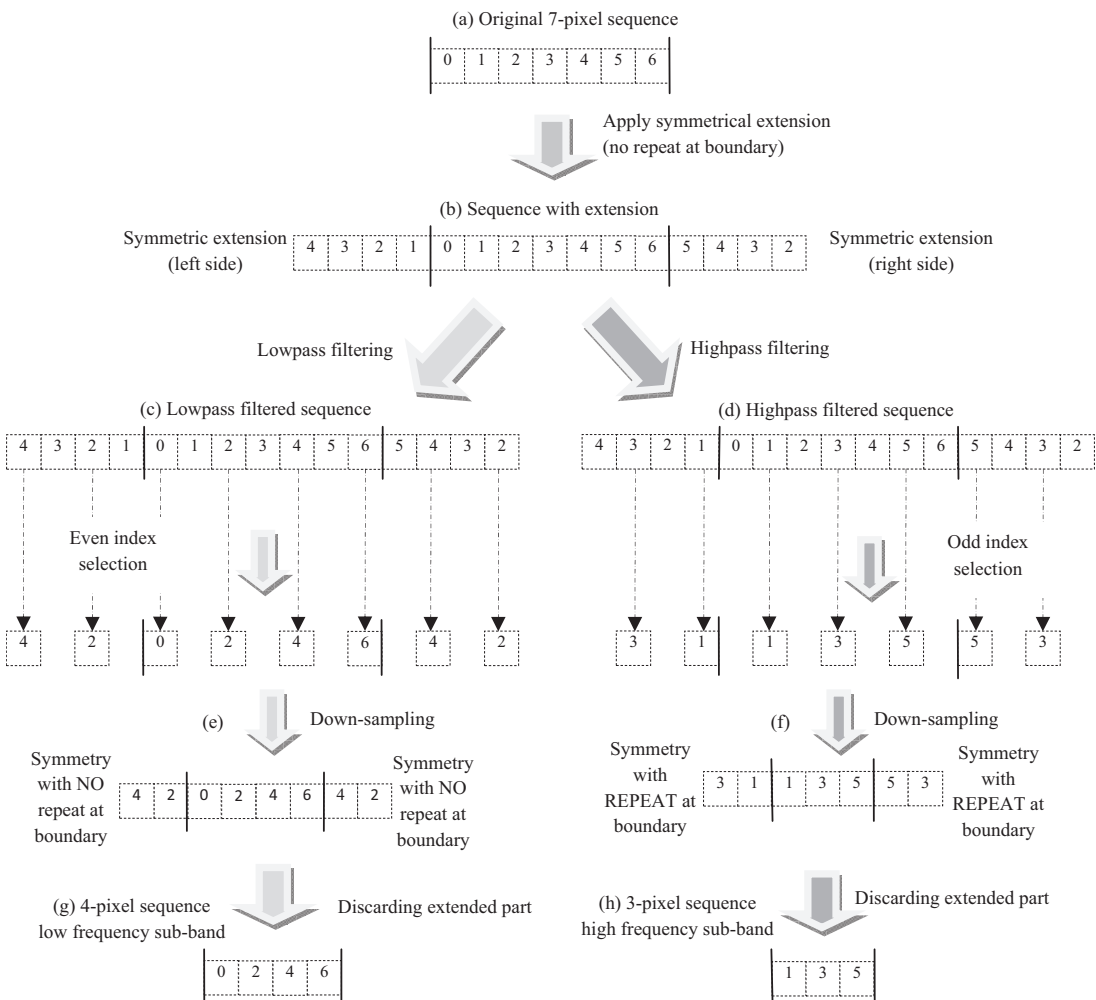 (a) Original 7-pixel sequence
0 1 2 3 4 5 6
Apply symmetrical extension
(no repeat at boundary)
(b) Sequence with extension
Symmetric extension
(left side)
4 3 2 1 0 1 2 3 4 5 6 5 4 3 2
Symmetric extension
(right side)
Lowpass filtering
Highpass filtering
(c) Lowpass filtered sequence
4 3 2 1 0 1 2 3 4 5 6 5 4 3 2
(d) Highpass filtered sequence
4 3 2 1 0 1 2 3 4 5 6 5 4 3 2
Even index
selection
Odd index
selection
4 2 0 2 4 6 4 2
3 1 1 3 5 5 3
(e)
Down-sampling
(f)
Down-sampling
Symmetry
with NO
repeat at
boundary
4 2 0 2 4 6 4 2
Symmetry
with NO
repeat at
boundary
Symmetry
with
REPEAT at
boundary
3 1 1 3 5 5 3
Symmetry
with
REPEAT at
boundary
(g) 4-pixel sequence
low frequency sub-band
Discarding extended part
0 2 4 6
(h) 3-pixel sequence
high frequency sub-band
Discarding extended part
1 3 5